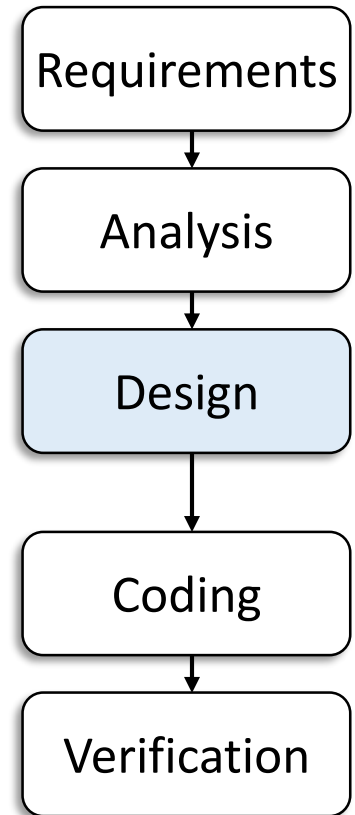 Requirements
Analysis
Design
Coding
Verification